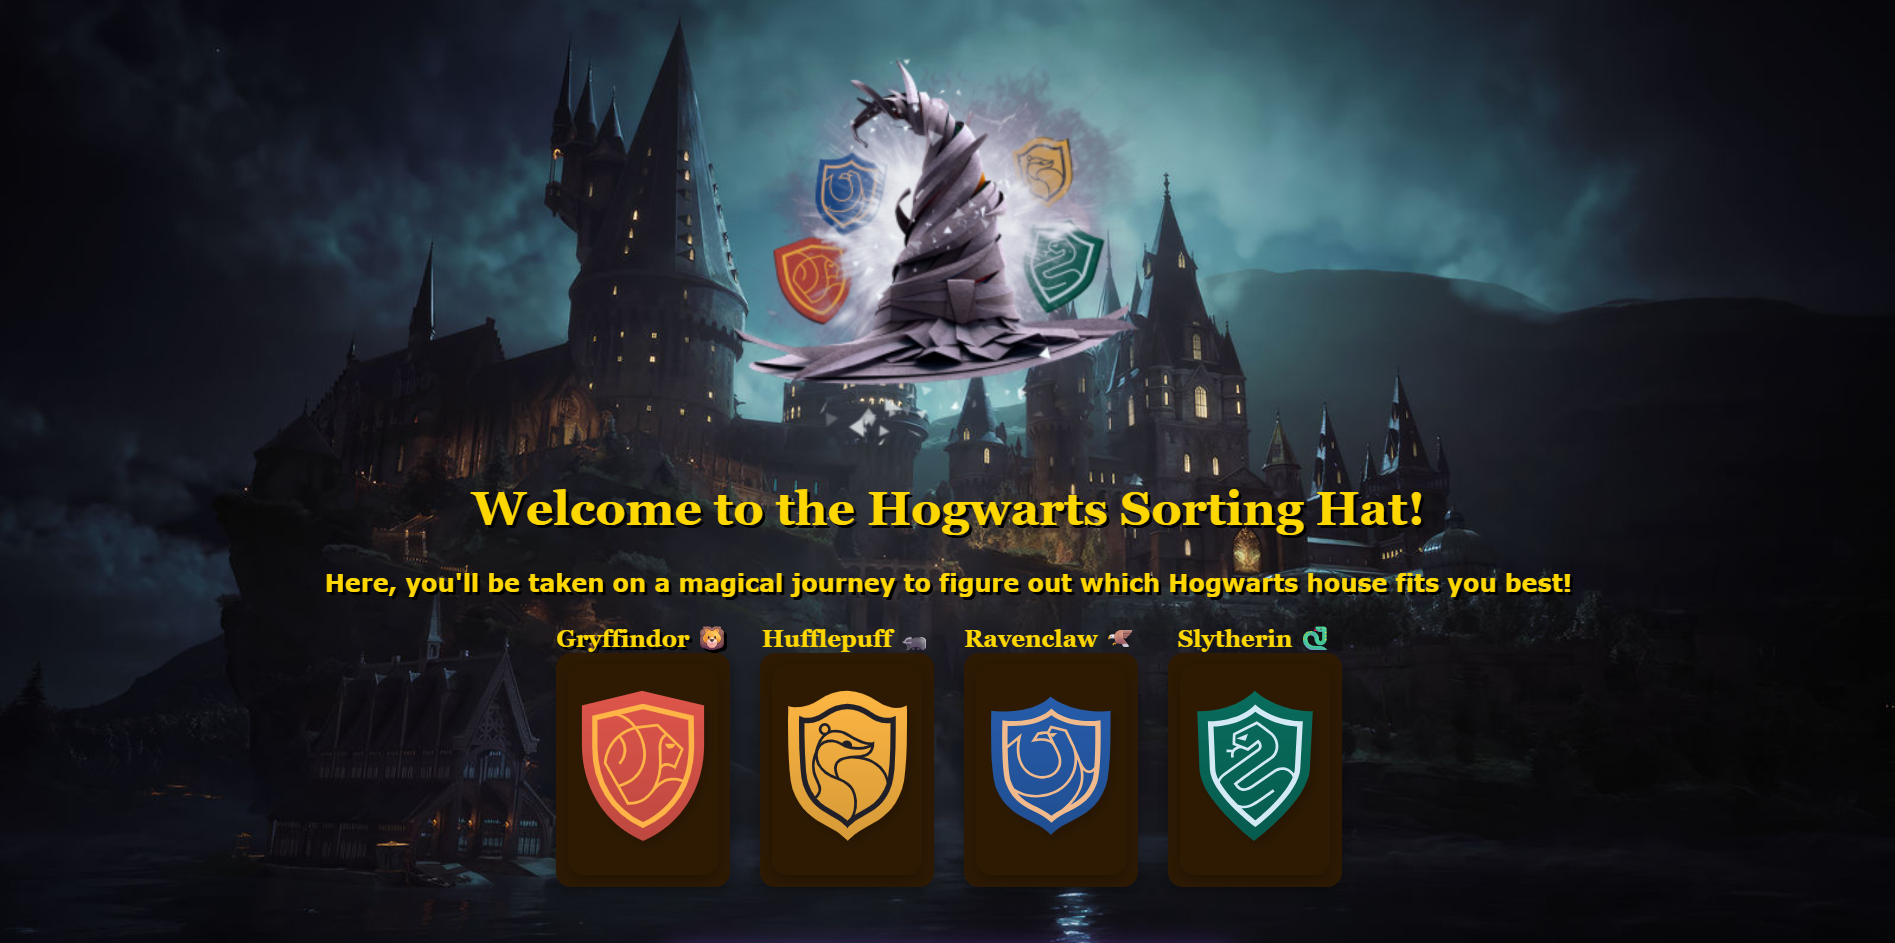 Welcome to the Hogwarts Sorting Hat!
Here, you'll be taken on a magical journey to figure out which Hogwarts house fits you best!
Gryffindor 🦁 Hufflepuff 🦡 Ravenclaw 🦅 Slytherin 🐍